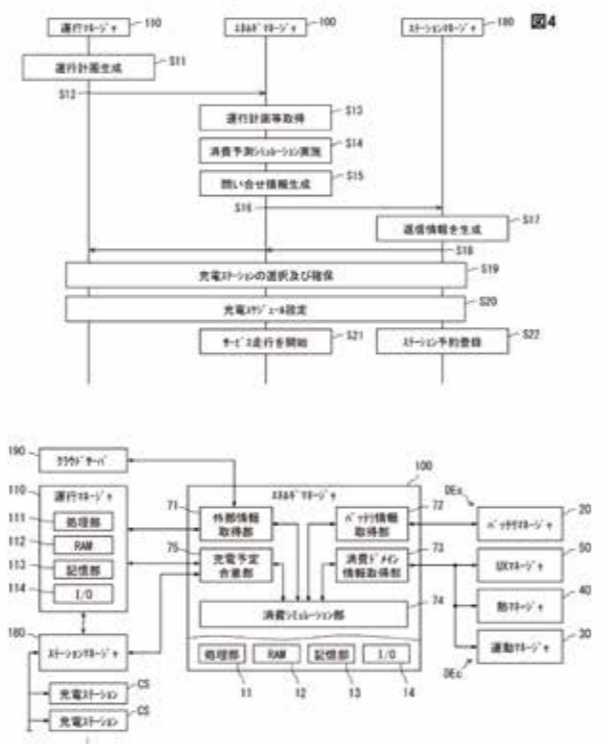 運行マネージャ 110 エネルギマネージャ 100 ステーションマネージャ 180 図4
運行計画生成 S11
S12
運行計画等取得 S13
消費予測シミュレーション実施 S14
問い合せ情報生成 S15
S16
返信情報を生成 S17
S18
充電ステーションの選択及び確保 S19
充電スケジュール設定 S20
サービス走行を開始 S21
ステーション予約登録 S22
190 クラウドサーバ
100
110 運行マネージャ
エネルギマネージャ
111 処理部
112 RAM
113 記憶部
114 I/O
71 外部情報取得部
72 バッテリ情報取得部
75 充電予定合意部
73 消費ドメイン情報取得部
消費シミュレーション部 74
処理部 RAM 記憶部 I/O
11 12 13 14
DEs
バッテリマネージャ 20
UXマネージャ 50
熱マネージャ 40
運動マネージャ 30
DEc
180 ステーションマネージャ
充電ステーション CS
充電ステーション CS